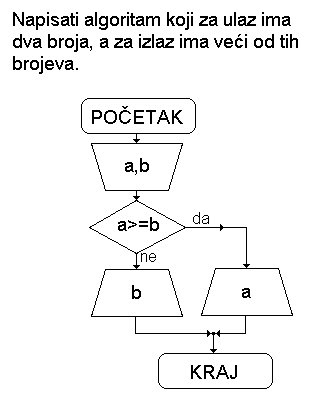 Napisati algoritam koji za ulaz ima
dva broja, a za izlaz ima veći od tih
brojeva.
POČETAK
a,b
a>=b
da
ne
b
a
KRAJ